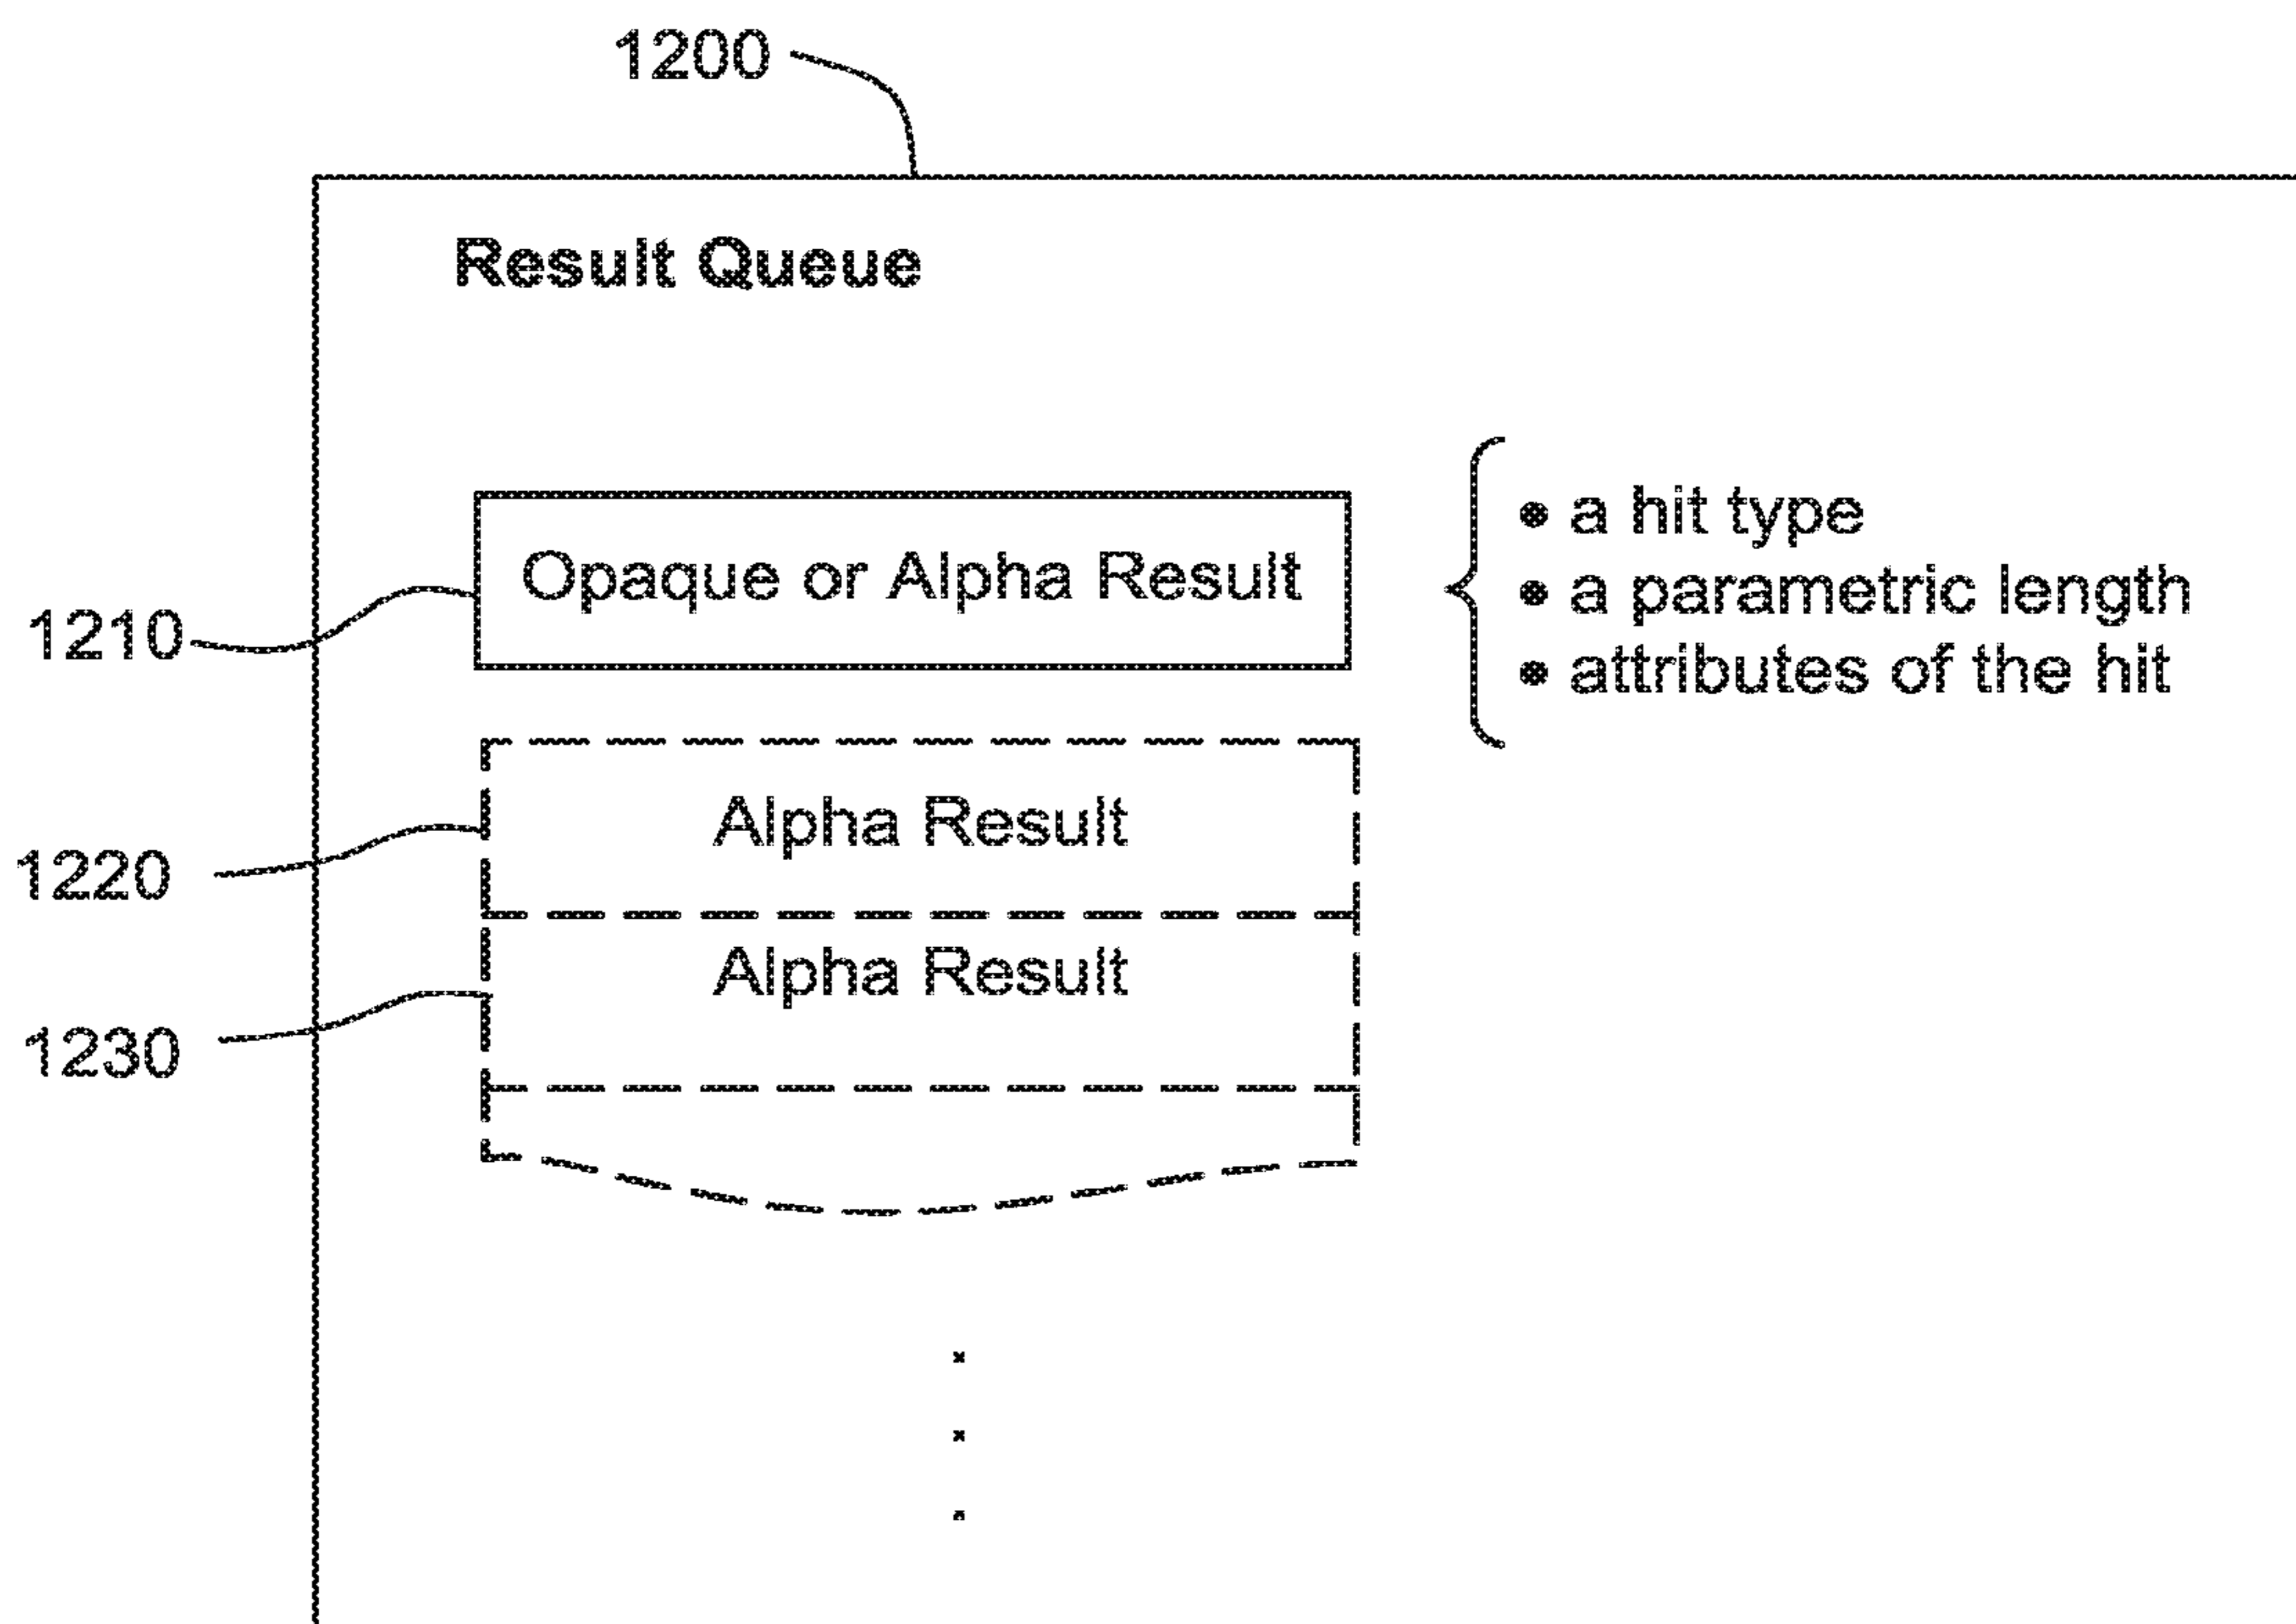 1200
Result Queue
Opaque or Alpha Result
• a hit type
• a parametric length
• attributes of the hit
1210
Alpha Result
1220
Alpha Result
1230